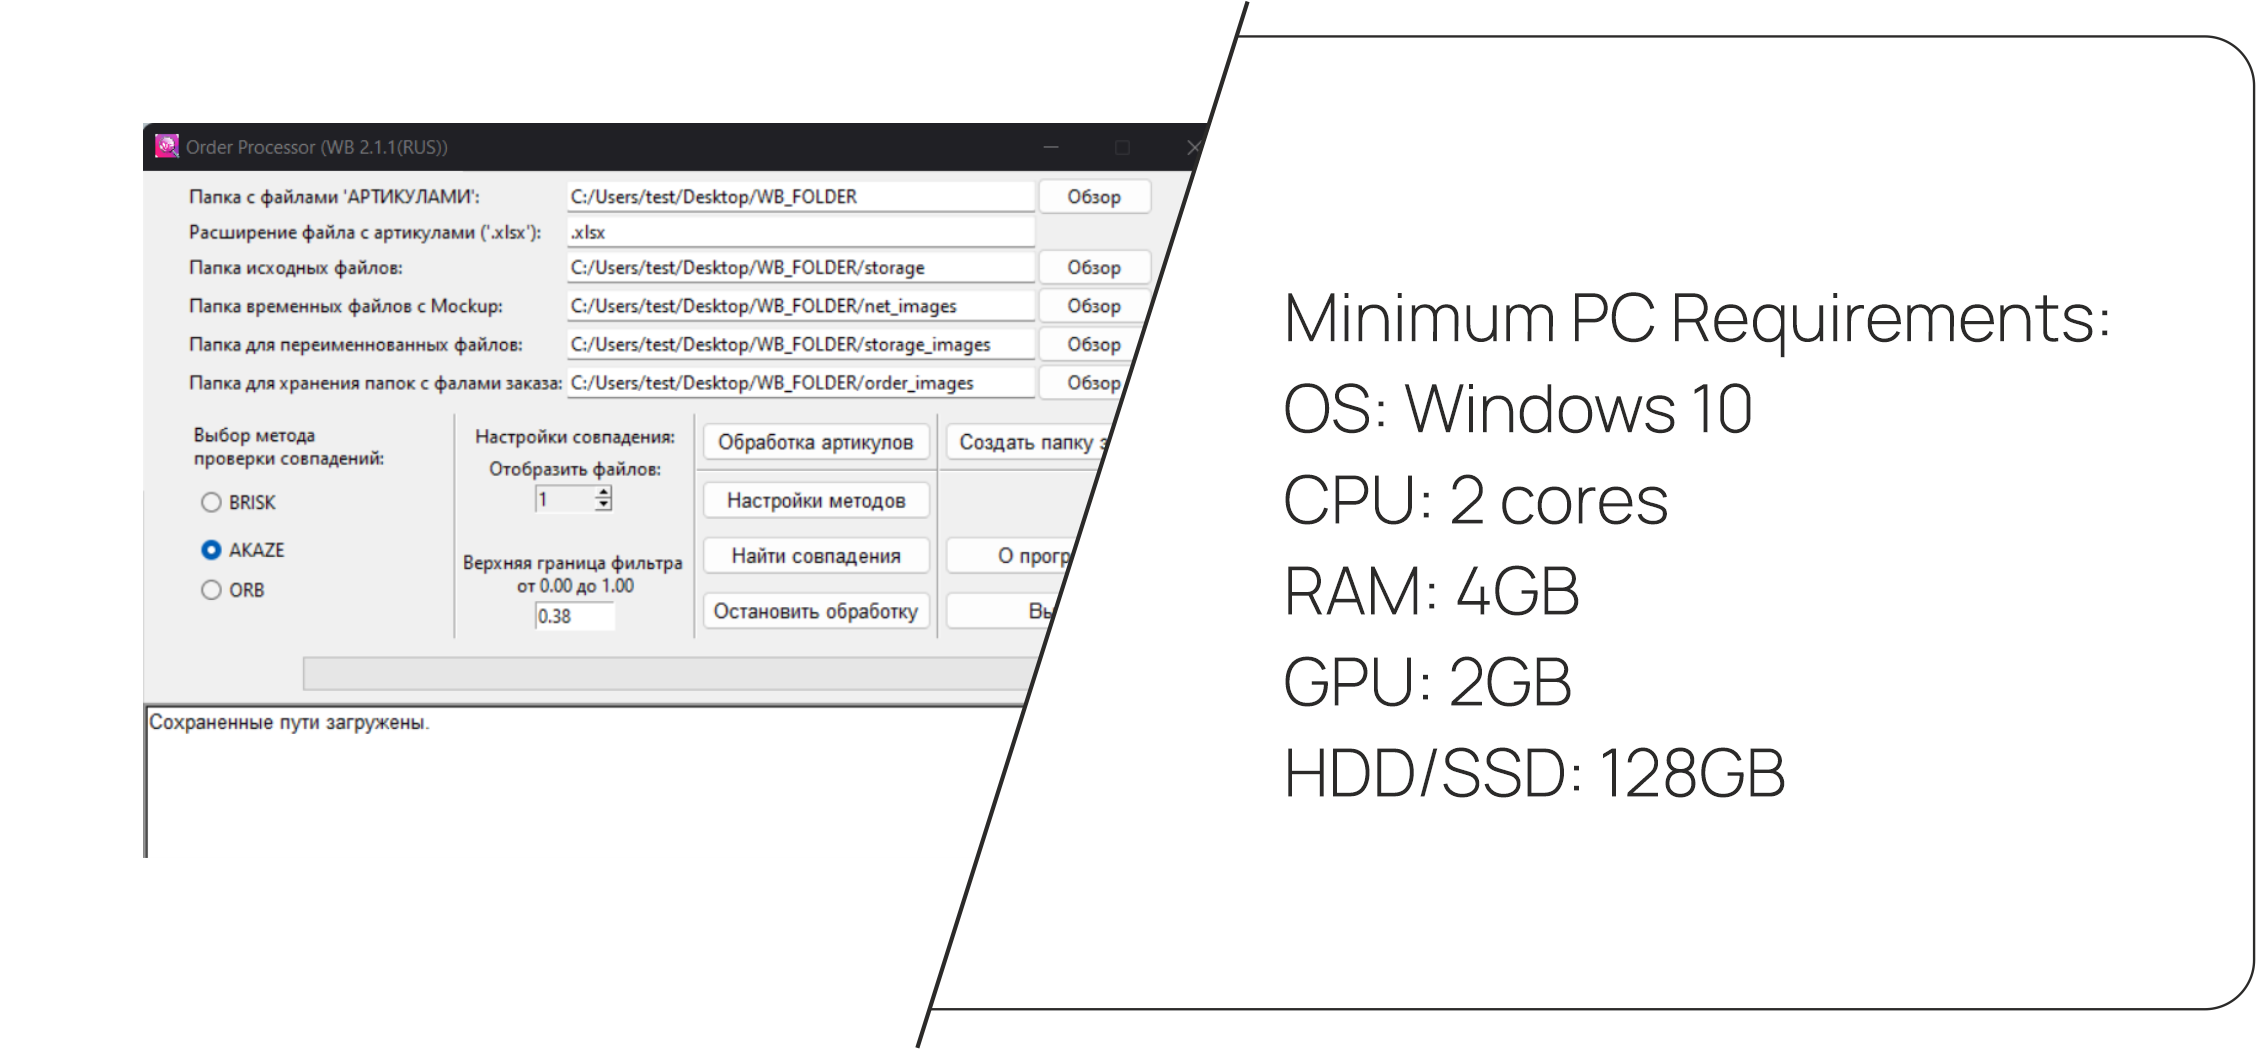 Order Processor (WB 2.1.1(RUS))
Папка с файлами 'АРТИКУЛАМИ': C:/Users/test/Desktop/WB_FOLDER Обзор
Расширение файла с артикулами ('.xlsx'): .xlsx
Папка исходных файлов: C:/Users/test/Desktop/WB_FOLDER/storage Обзор
Папка временных файлов с Mockup: C:/Users/test/Desktop/WB_FOLDER/net_images Обзор
Папка для переименнованных файлов: C:/Users/test/Desktop/WB_FOLDER/storage_images Обзор
Папка для хранения папок с фалами заказа: C:/Users/test/Desktop/WB_FOLDER/order_images Обзор
Выбор метода
проверки совпадений:
BRISK
AKAZE
ORB
Настройки совпадения:
Отобразить файлов:
1
Верхняя граница фильтра
от 0.00 до 1.00
0.38
Обработка артикулов
Настройки методов
Найти совпадения
Остановить обработку
Создать папку
О
Сохраненные пути загружены.
Minimum PC Requirements:
OS: Windows 10
CPU: 2 cores
RAM: 4GB
GPU: 2GB
HDD/SSD: 128GB